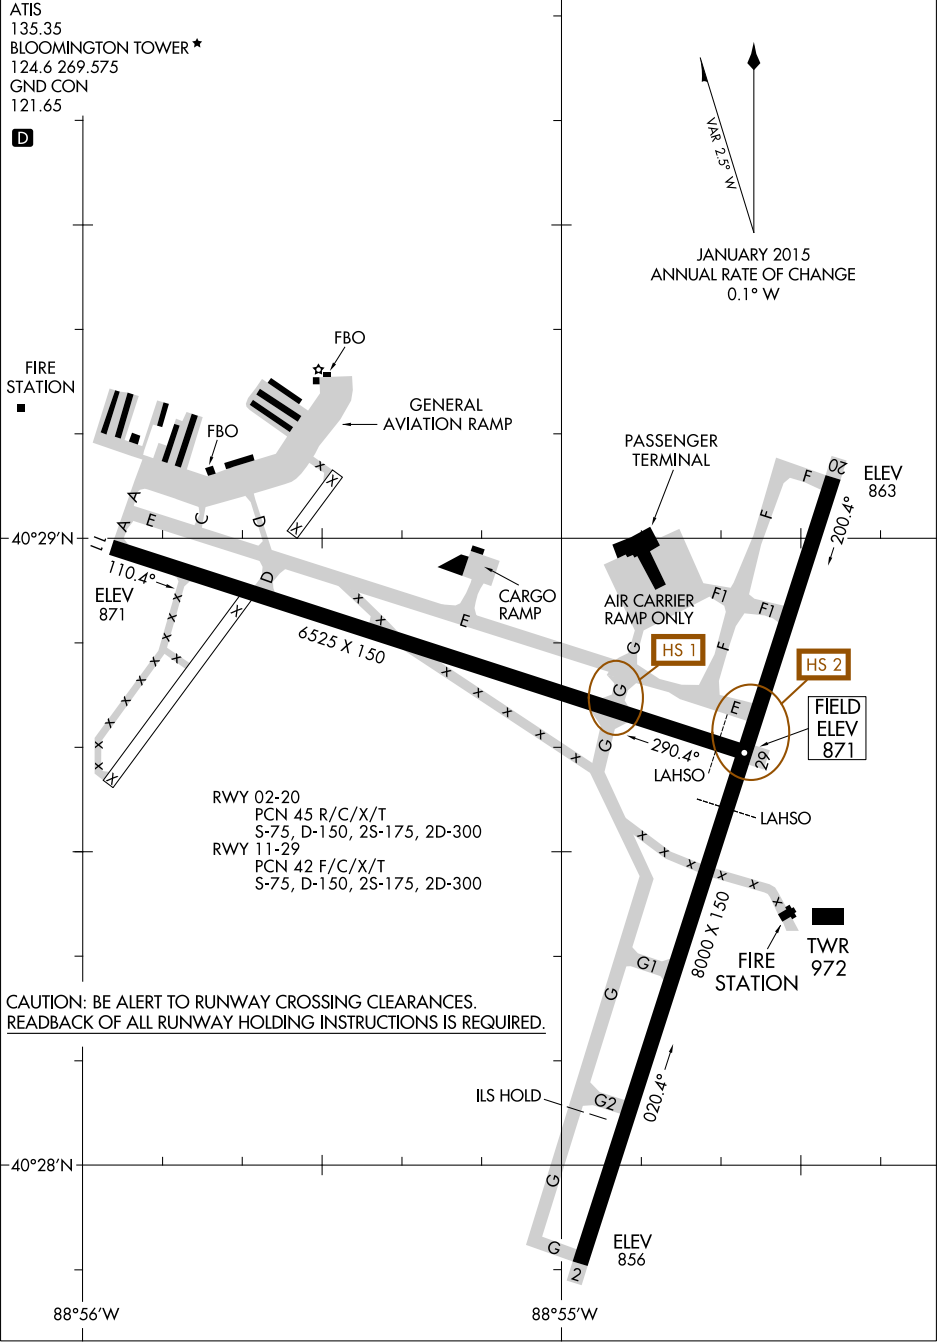 ATIS
135.35
BLOOMINGTON TOWER★
124.6 269.575
GND CON
121.65
D
VAR 2.5° W
JANUARY 2015
ANNUAL RATE OF CHANGE
0.1° W
FBO
FIRE
STATION
GENERAL
AVIATION RAMP
FBO
PASSENGER
TERMINAL
20
ELEV
863
F
F
200.4°
A
A
E
C
D
X
X
40°29'N
11
110.4°
ELEV
871
D
X
CARGO
RAMP
E
AIR CARRIER
RAMP ONLY
F1
F1
F
6525 X 150
G
HS 1
HS 2
G
E
FIELD
ELEV
871
G
290.4°
29
LAHSO
X
LAHSO
RWY 02-20
PCN 45 R/C/X/T
S-75, D-150, 2S-175, 2D-300
RWY 11-29
PCN 42 F/C/X/T
S-75, D-150, 2S-175, 2D-300
8000 X 150
TWR
972
FIRE
STATION
G1
G
CAUTION: BE ALERT TO RUNWAY CROSSING CLEARANCES.
READBACK OF ALL RUNWAY HOLDING INSTRUCTIONS IS REQUIRED.
020.4°
ILS HOLD
G2
40°28'N
G
G
ELEV
856
2
88°56'W
88°55'W